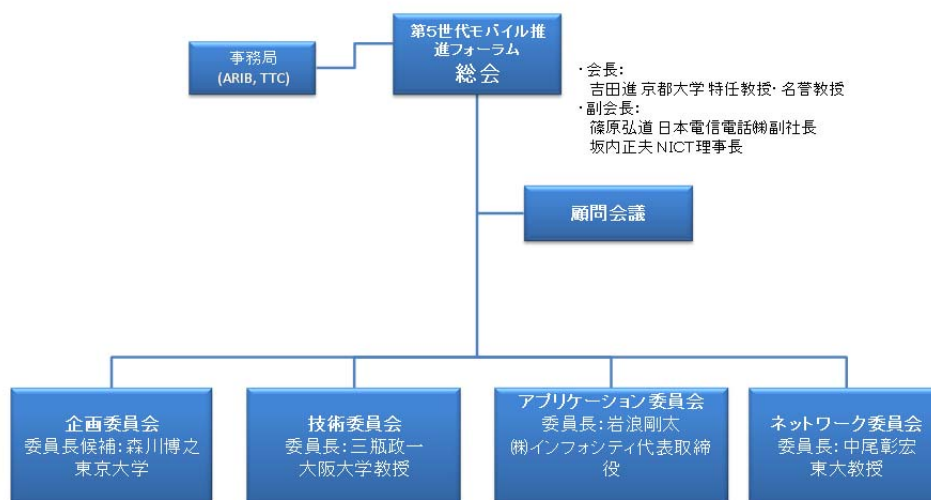 第5世代モバイル推
進フォーラム
総会
事務局
(ARIB, TTC)
・会長:
吉田進 京都大学 特任教授・名誉教授
・副会長:
篠原弘道 日本電信電話㈱副社長
坂内正夫 NICT理事長
顧問会議
企画委員会
委員長候補:森川博之
東京大学
技術委員会
委員長:三瓶政一
大阪大学教授
アプリケーション委員会
委員長:岩浪剛太
㈱インフォシティ代表取締
役
ネットワーク委員会
委員長:中尾彰宏
東大教授